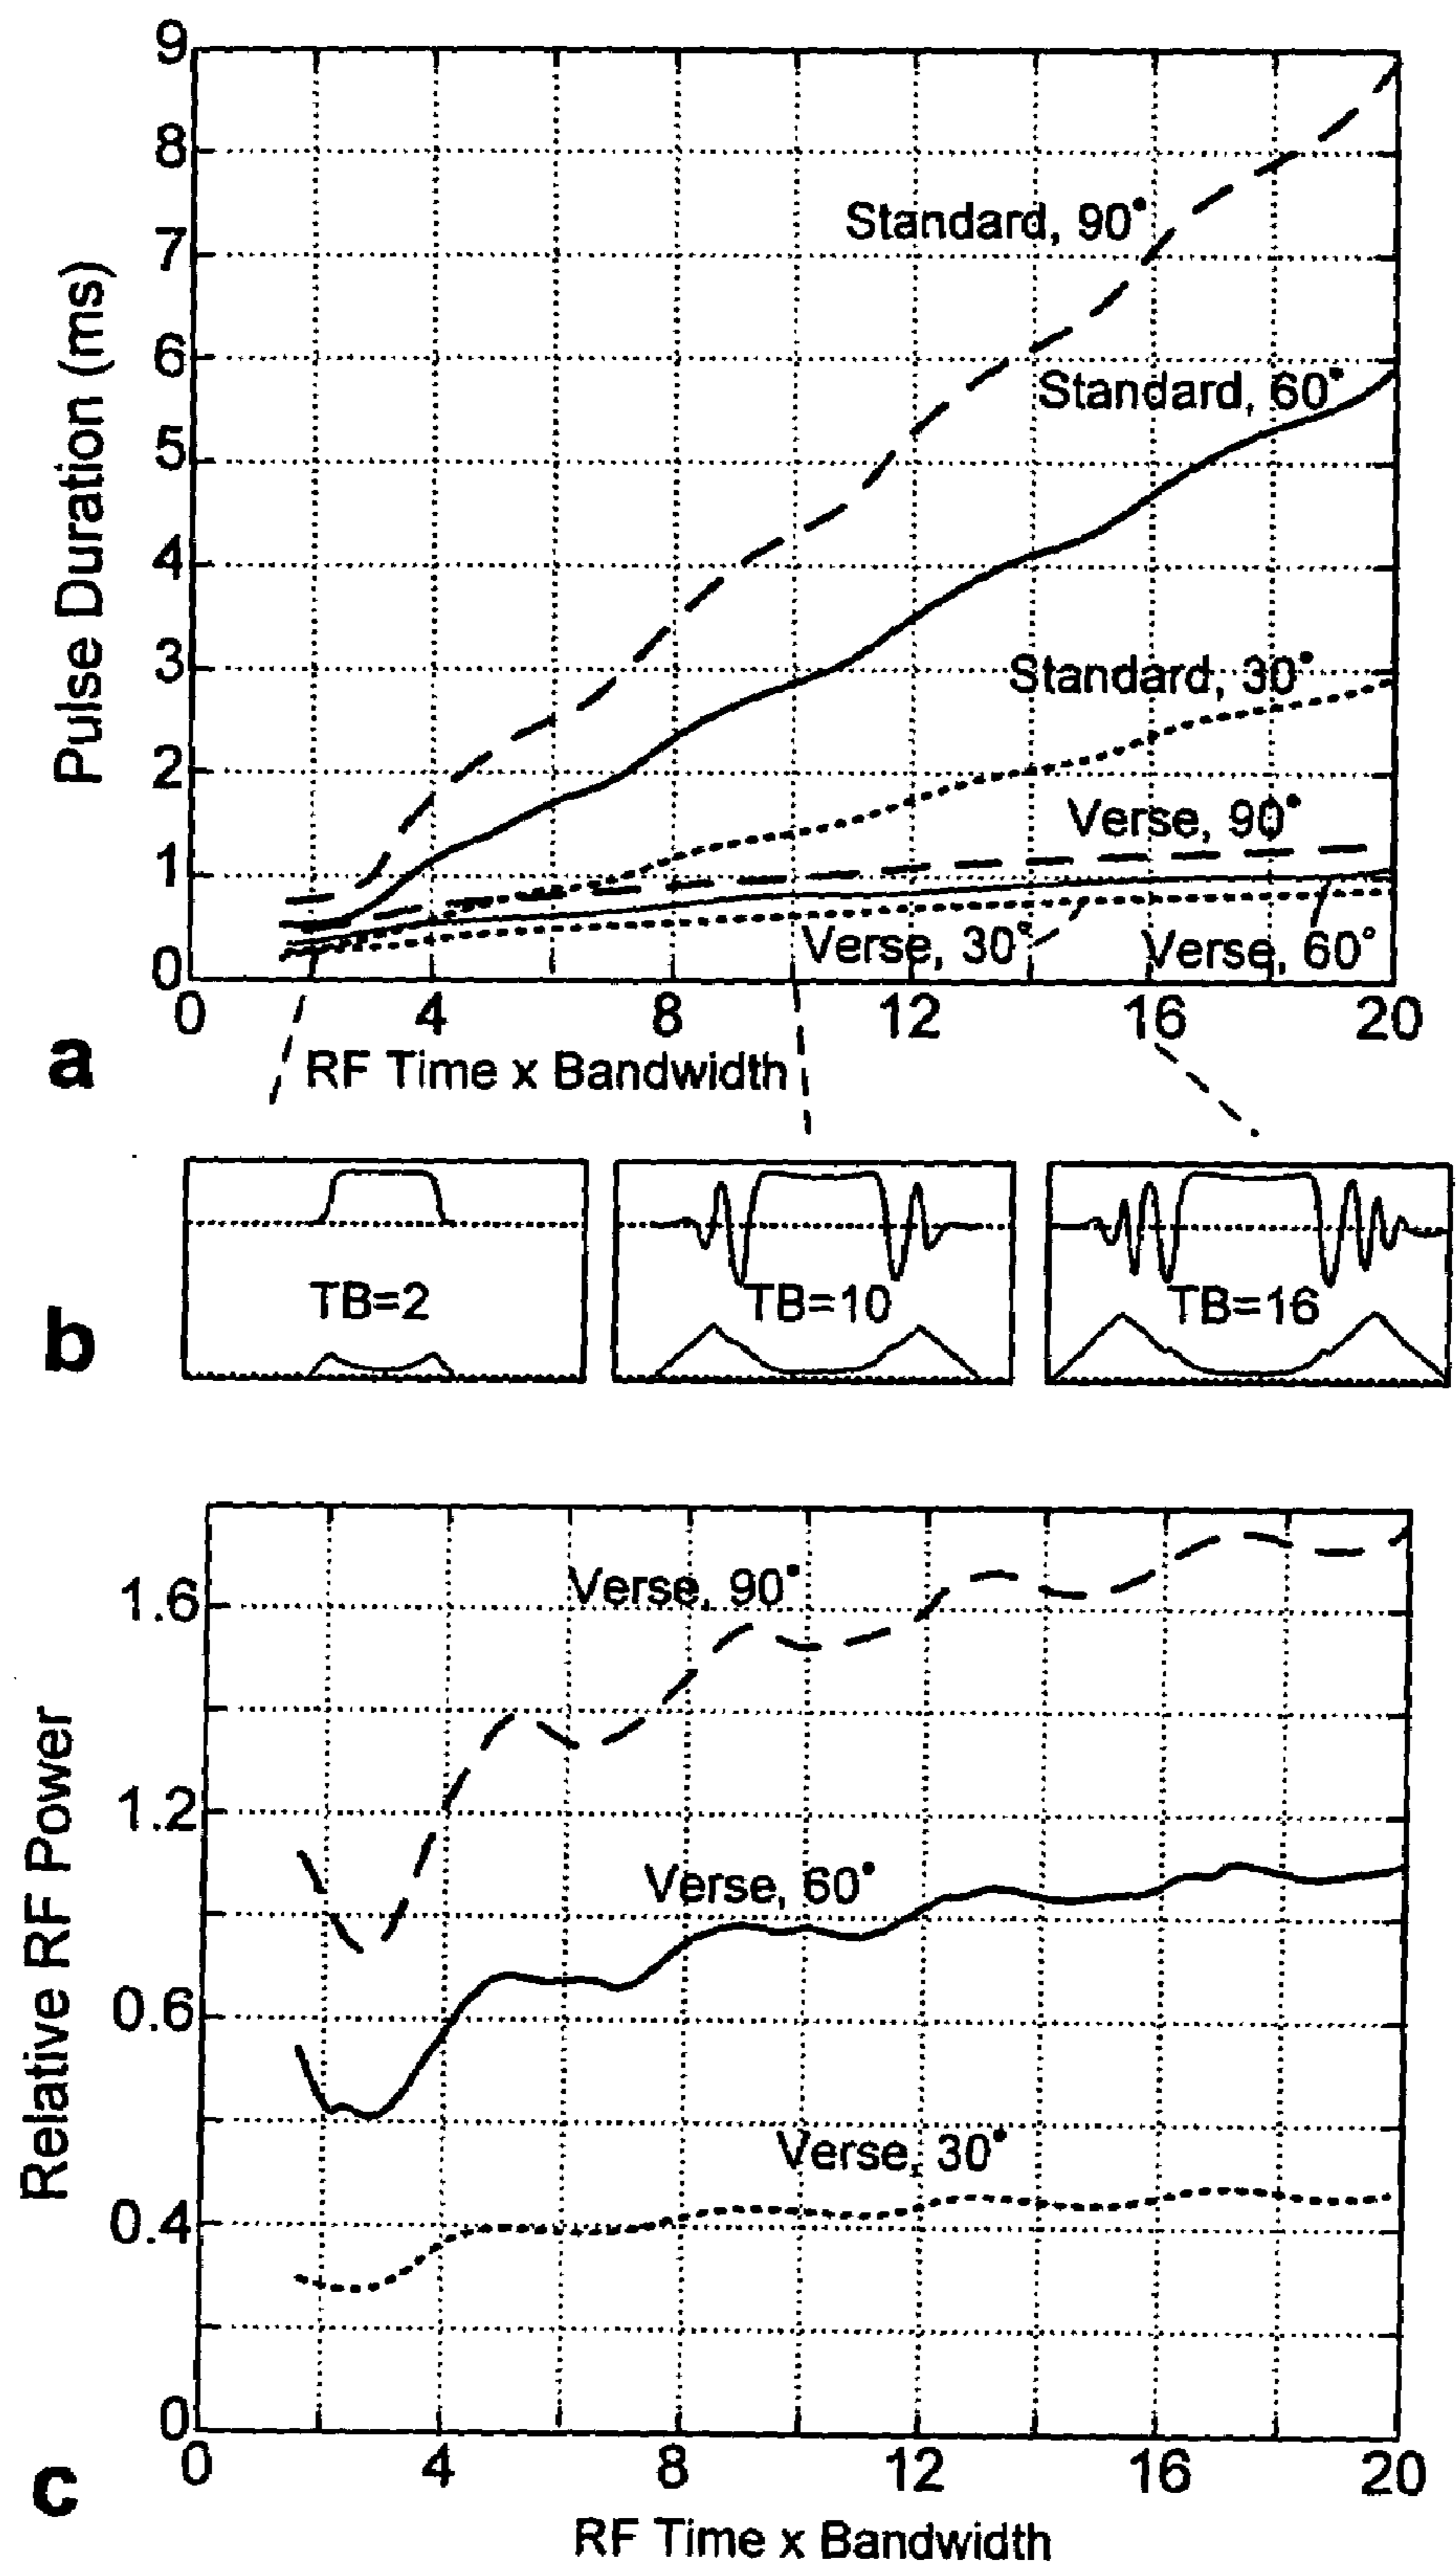 9
8
7
6
5
4
3
2
1
0
Pulse Duration (ms)
Standard, 90°
Standard, 60°
Standard, 30°
Verse, 90°
Verse, 30°
Verse, 60°
0 4 8 12 16 20
a
RF Time x Bandwidth
b
TB=2
TB=10
TB=16
1.6
1.2
0.6
0.4
0
Relative RF Power
Verse, 90°
Verse, 60°
Verse, 30°
0 4 8 12 16 20
c
RF Time x Bandwidth